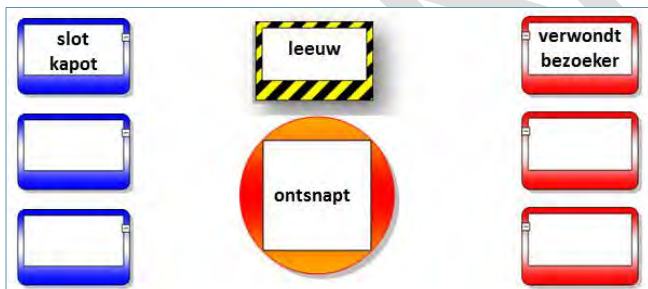 slot
kapot
leeuw
verwondt
bezoeker
ontsnapt